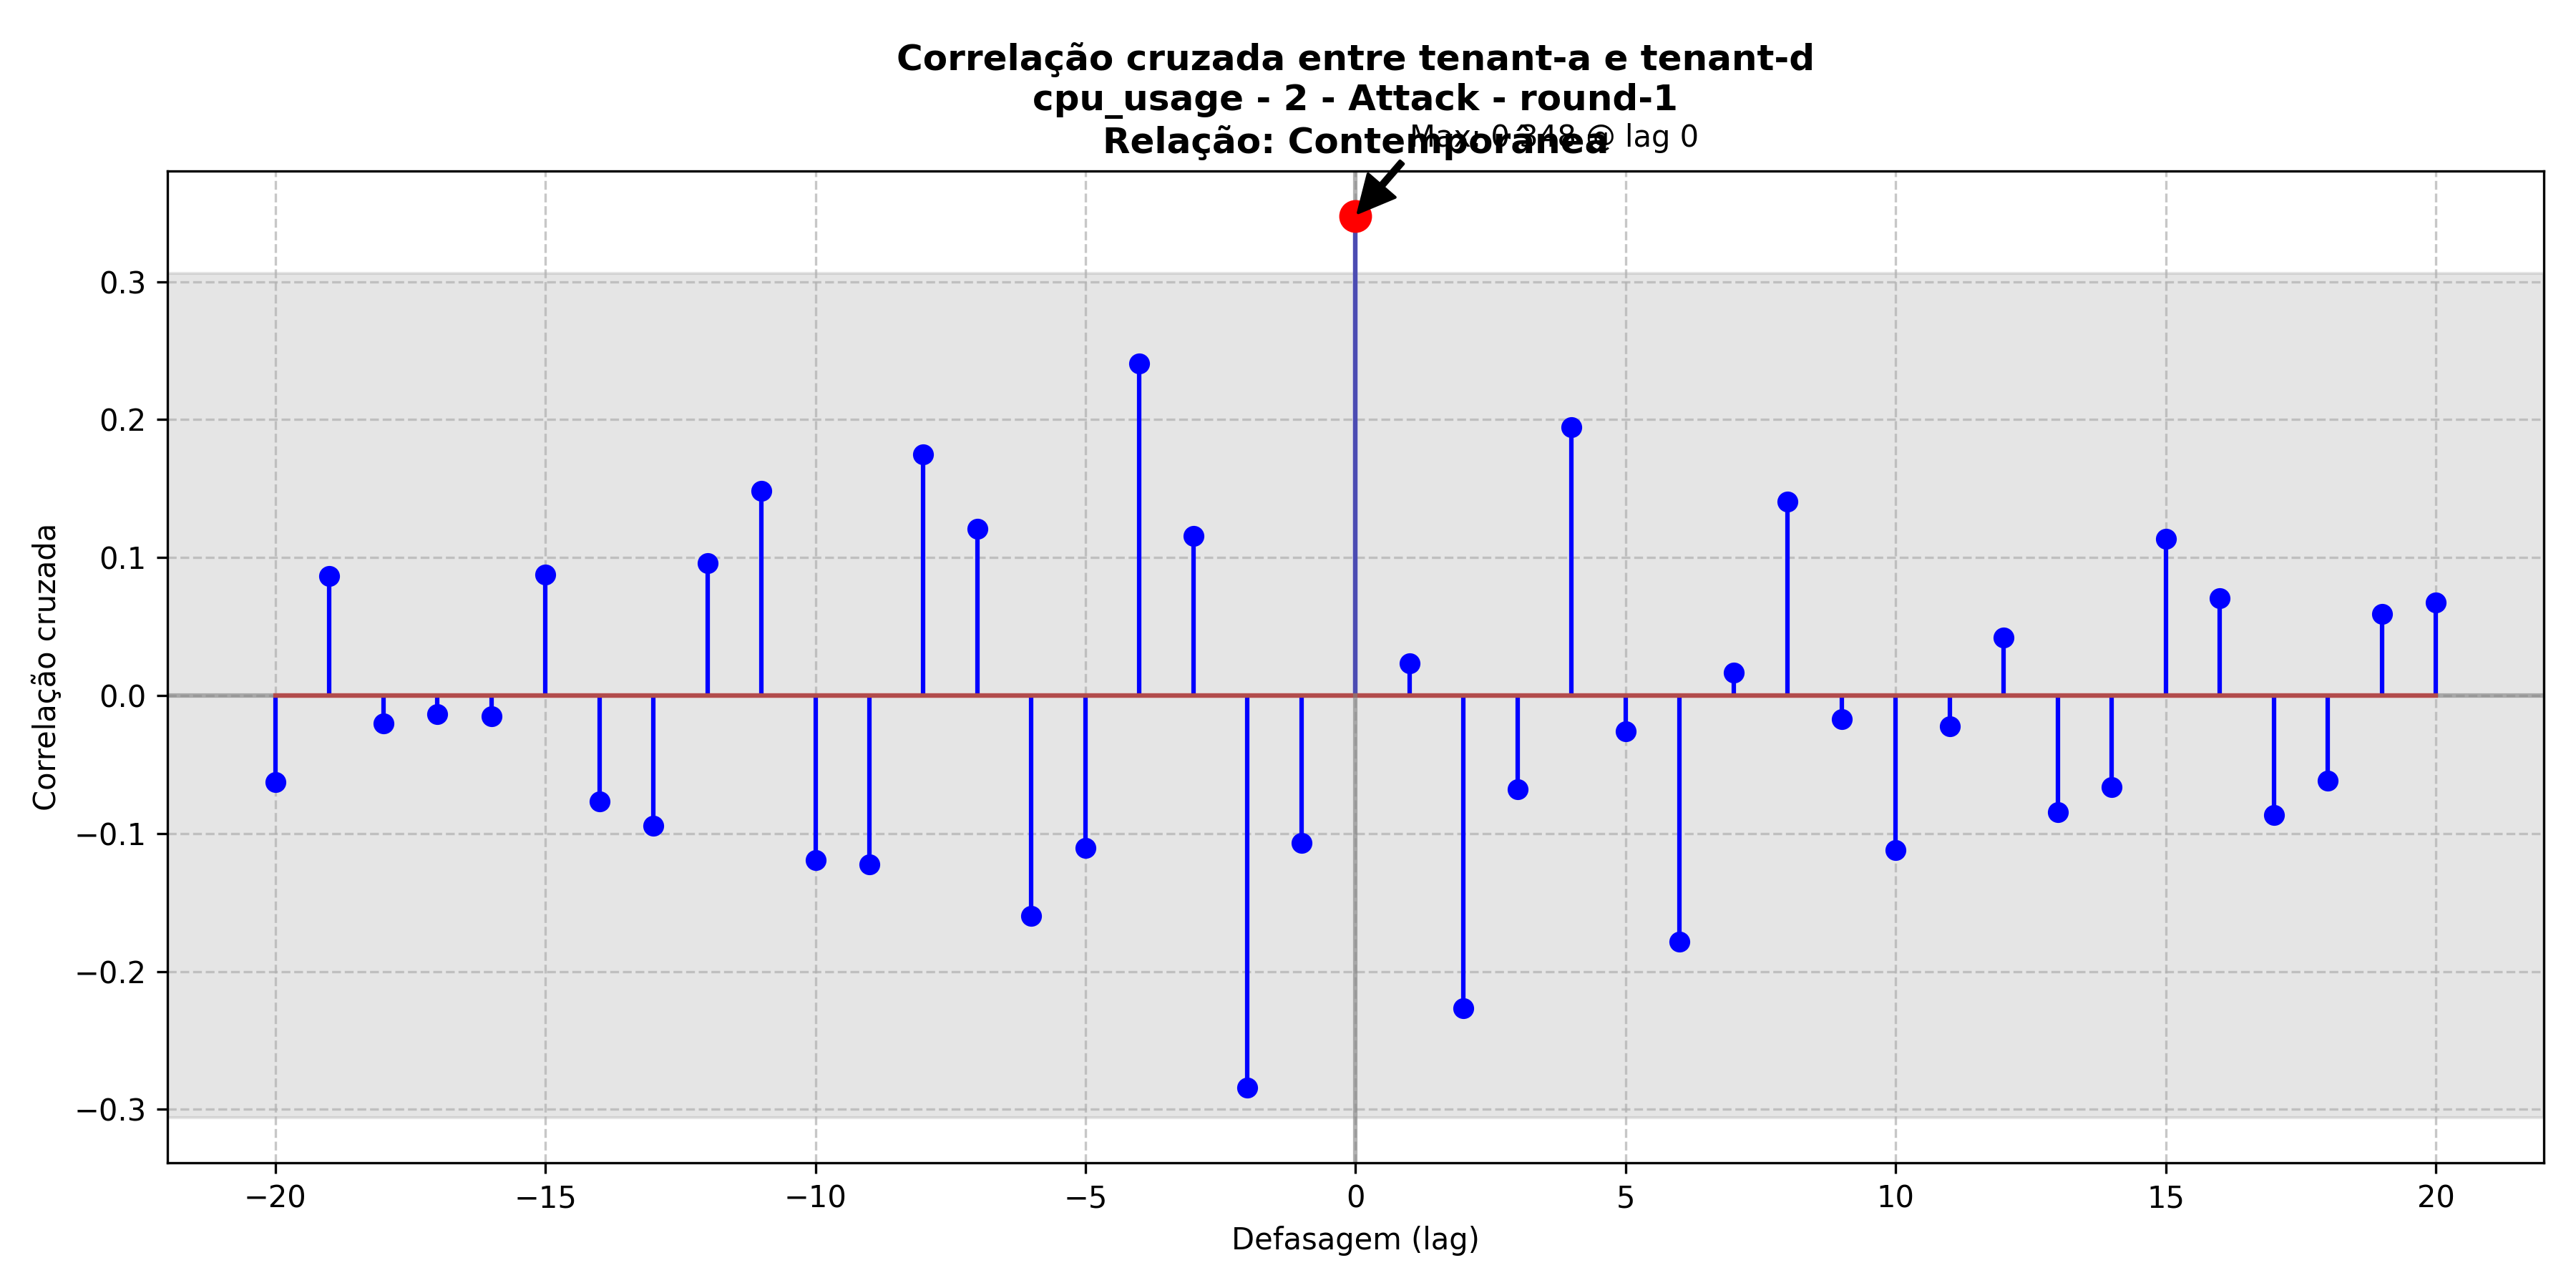 Correlação cruzada entre tenant-a e tenant-d
cpu_usage - 2 - Attack - round-1
Relação: Contemporânea
Max: 0.348 @ lag 0
0.3
0.2
0.1
0.0
−0.1
−0.2
−0.3
Correlação cruzada
−20
−15
−10
−5
0
5
10
15
20
Defasagem (lag)